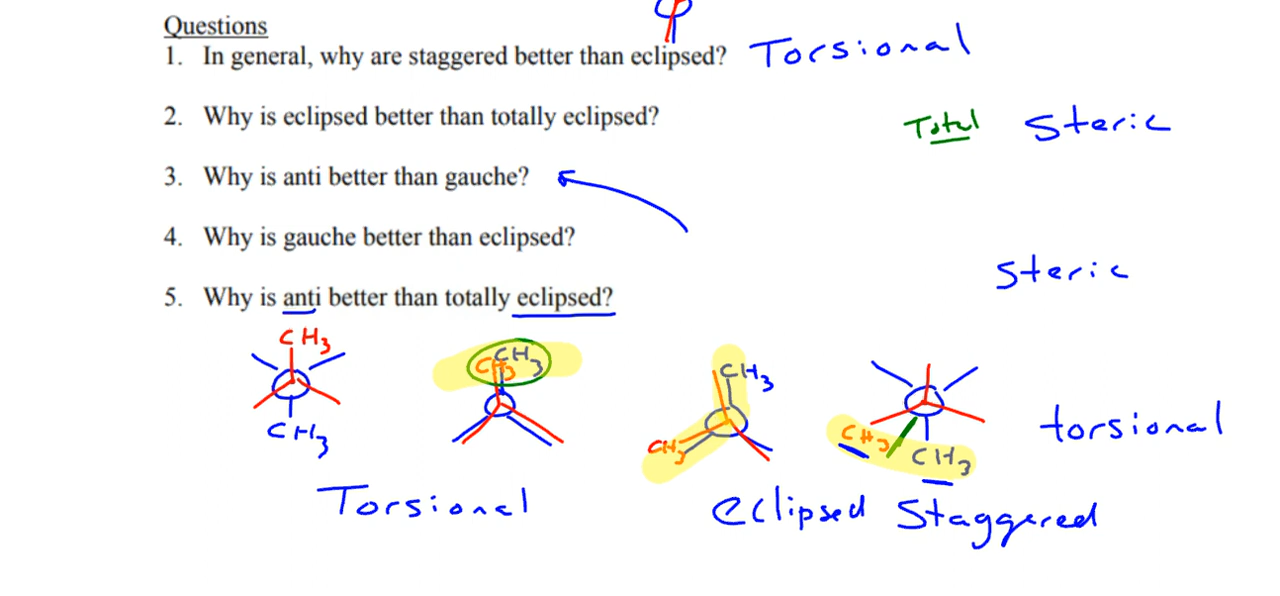 Questions
1. In general, why are staggered better than eclipsed? Torsional
2. Why is eclipsed better than totally eclipsed? Total Steric
3. Why is anti better than gauche?
4. Why is gauche better than eclipsed?
Steric
5. Why is anti better than totally eclipsed?
CH3
CH3
CH3
CH3
CH3
CH3
CH3
CH3
torsional
Torsional
eclipsed Staggered